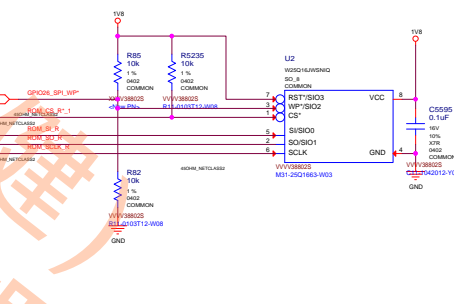 1V8
1V8
R85
10k
1 %
0402
COMMON
R5235
10k
1 %
0402
COMMON
U2
W25Q16JWSNIQ
SO_8
COMMON
GPIO26_SPI_WP*
VVVV38802S
VVVV38802S
R11-0103T12-W08
ROM_CS_R*_1
ROM_SI_R
ROM_SO_R
ROM_SCLK_R
45OHM_NETCLASS2
7
3
1
5
2
6
RST*/SIO3
WP*/SIO2
CS*
SI/SIO0
SO/SIO1
SCLK
VCC
8
GND
4
C5595
0.1uF
16V
10%
X7R
0402
COMMON
VVVV38802S
GND
VVVV38802S
M31-25Q1663-W03
R82
10k
1 %
0402
COMMON
VVVV38802S
R11-0103T12-W08
GND